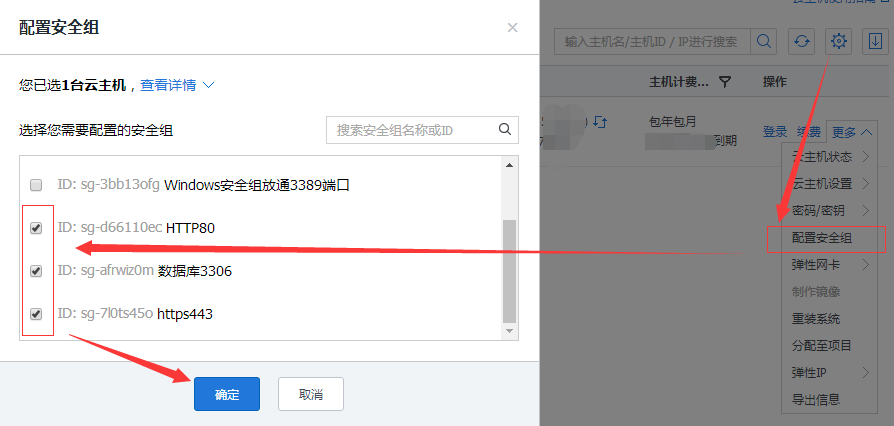 配置安全组
您已选1台云主机，查看详情
选择您需要配置的安全组
搜索安全组名称或ID
ID: sg-3bb13ofg Windows安全组放通3389端口
ID: sg-d66110ec HTTP80
ID: sg-afrwiz0m 数据库3306
ID: sg-7l0ts45o https443
确定
取消
输入主机名/主机ID / IP进行搜索
主机计费...
操作
包年包月
到期
登录 续费 更多
云主机状态
云主机设置
密码/密钥
配置安全组
弹性网卡
制作镜像
重装系统
分配至项目
弹性IP
导出信息